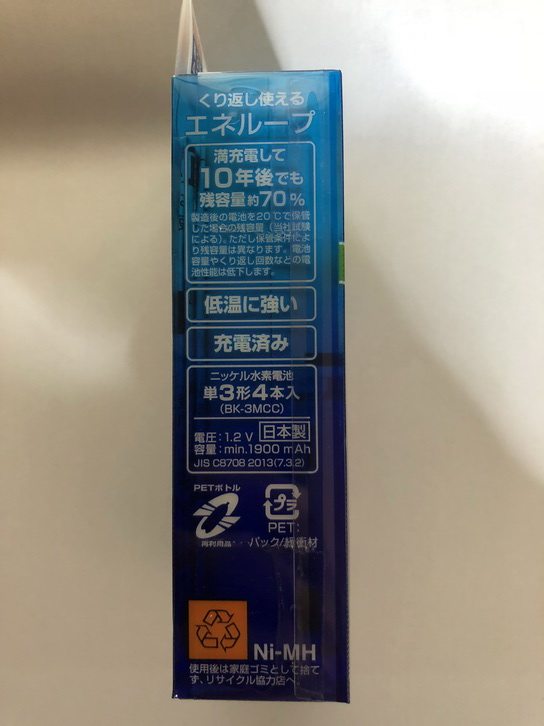 くり返し使える
エネループ
満充電して
10年後でも
残容量約70%
製造後の電池を20℃で保管
した場合の残容量(当社試験
による)。ただし保管条件によ
り残容量は異なります。電池
容量やくり返し回数などの電
池性能は低下します。
低温に強い
充電済み
ニッケル水素電池
単3形4本入
(BK-3MCC)
電圧:1.2 V 日本製
容量:min.1900 mAh
JIS C8708 2013(7.3.2)
PETボトル
再利用品
プラ
PET:
パック/緩衝材
Ni-MH
使用後は家庭ゴミとして捨て
ず、リサイクル協力店へ